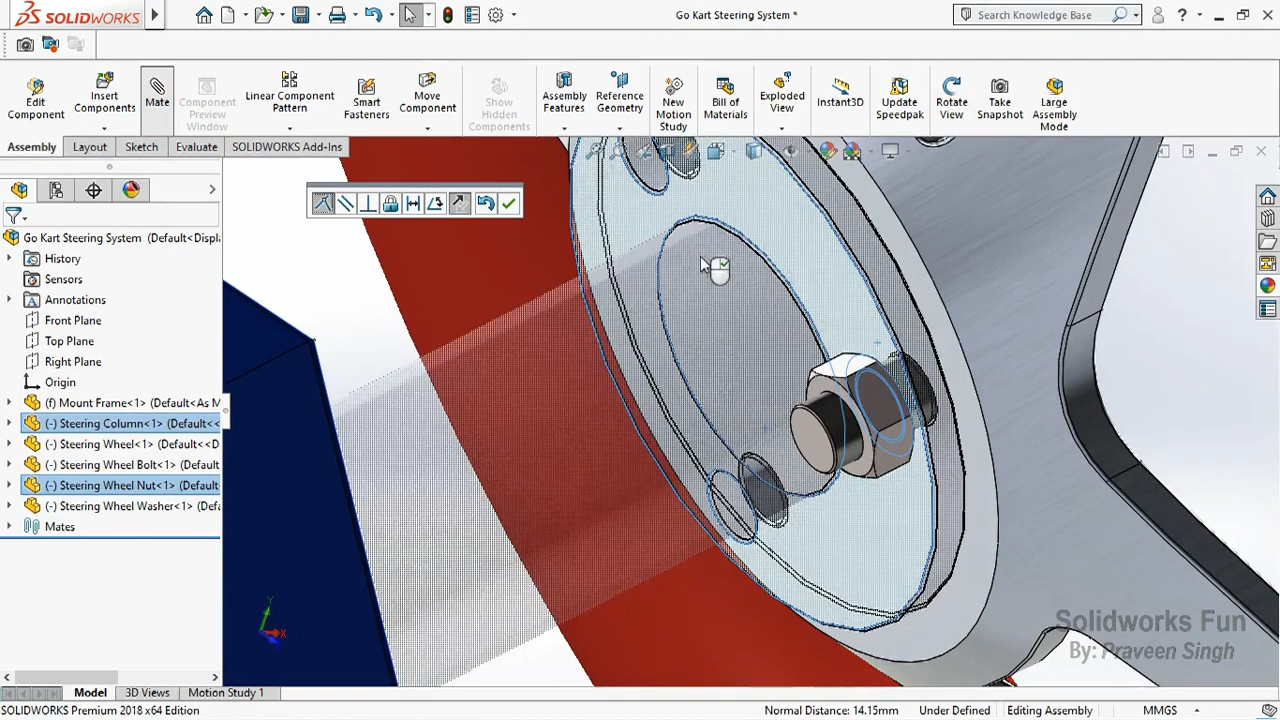 SOLIDWORKS
Go Kart Steering System *
Search Knowledge Base
?
Edit
Component
Insert
Components
Mate
Component
Preview
Window
Linear Component
Pattern
Smart
Fasteners
Move
Component
Show
Hidden
Components
Assembly
Features
Reference
Geometry
New
Motion
Study
Bill of
Materials
Exploded
View
Instant3D
Update
Speedpak
Rotate
View
Take
Snapshot
Large
Assembly
Mode
Assembly
Layout
Sketch
Evaluate
SOLIDWORKS Add-Ins
Go Kart Steering System (Default<Displ
History
Sensors
Annotations
Front Plane
Top Plane
Right Plane
Origin
(f) Mount Frame<1> (Default<As M
(-) Steering Column<1> (Default<<
(-) Steering Wheel<1> (Default<<D
(-) Steering Wheel Bolt<1> (Default
(-) Steering Wheel Nut<1> (Default
(-) Steering Wheel Washer<1> (Defa
Mates
Y
X
Solidworks Fun
By: Praveen Singh
Model
3D Views
Motion Study 1
SOLIDWORKS Premium 2018 x64 Edition
Normal Distance: 14.15mm
Under Defined
Editing Assembly
MMGS